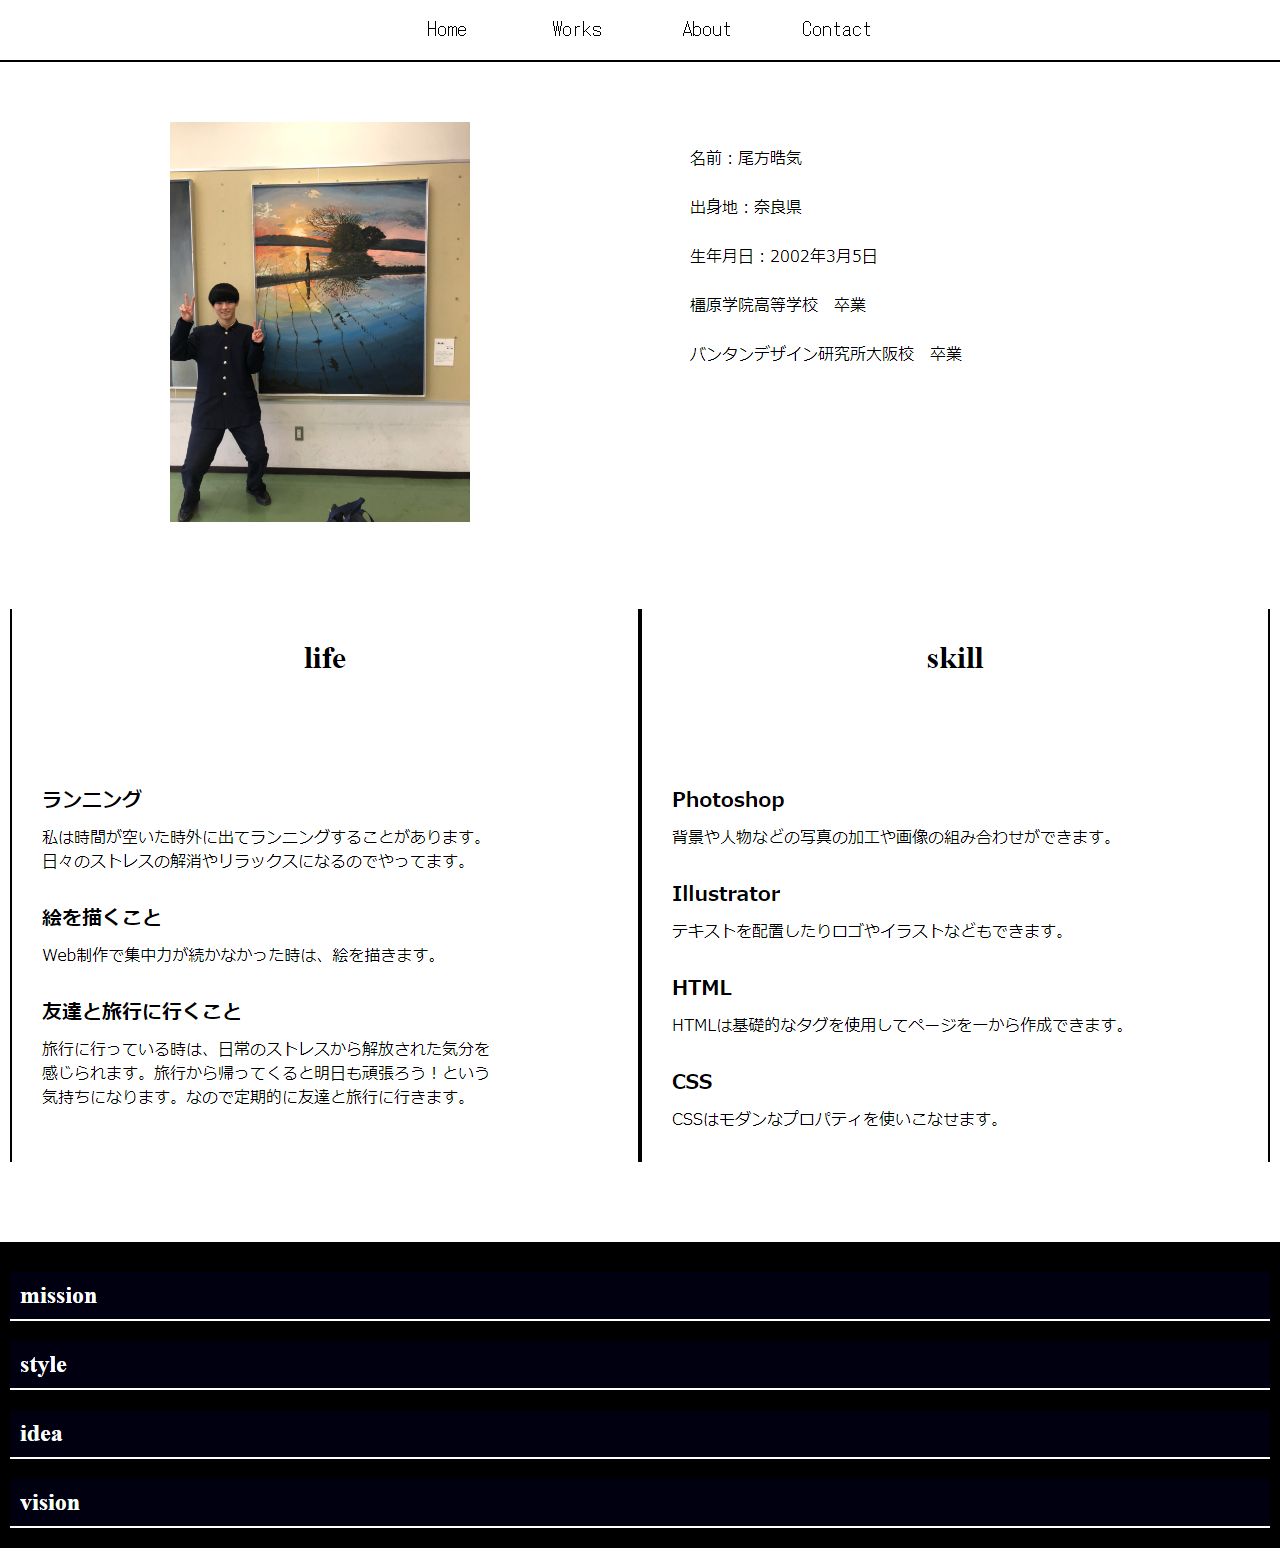 Home Works About Contact
名前：尾方晧気
出身地：奈良県
生年月日：2002年3月5日
橿原学院高等学校　卒業
バンタンデザイン研究所大阪校　卒業
life
ランニング
私は時間が空いた時外に出てランニングすることがあります。
日々のストレスの解消やリラックスになるのでやってます。
絵を描くこと
Web制作で集中力が続かなかった時は、絵を描きます。
友達と旅行に行くこと
旅行に行っている時は、日常のストレスから解放された気分を
感じられます。旅行から帰ってくると明日も頑張ろう！という
気持ちになります。なので定期的に友達と旅行に行きます。
skill
Photoshop
背景や人物などの写真の加工や画像の組み合わせができます。
Illustrator
テキストを配置したりロゴやイラストなどもできます。
HTML
HTMLは基礎的なタグを使用してページを一から作成できます。
CSS
CSSはモダンなプロパティを使いこなせます。
mission
style
idea
vision